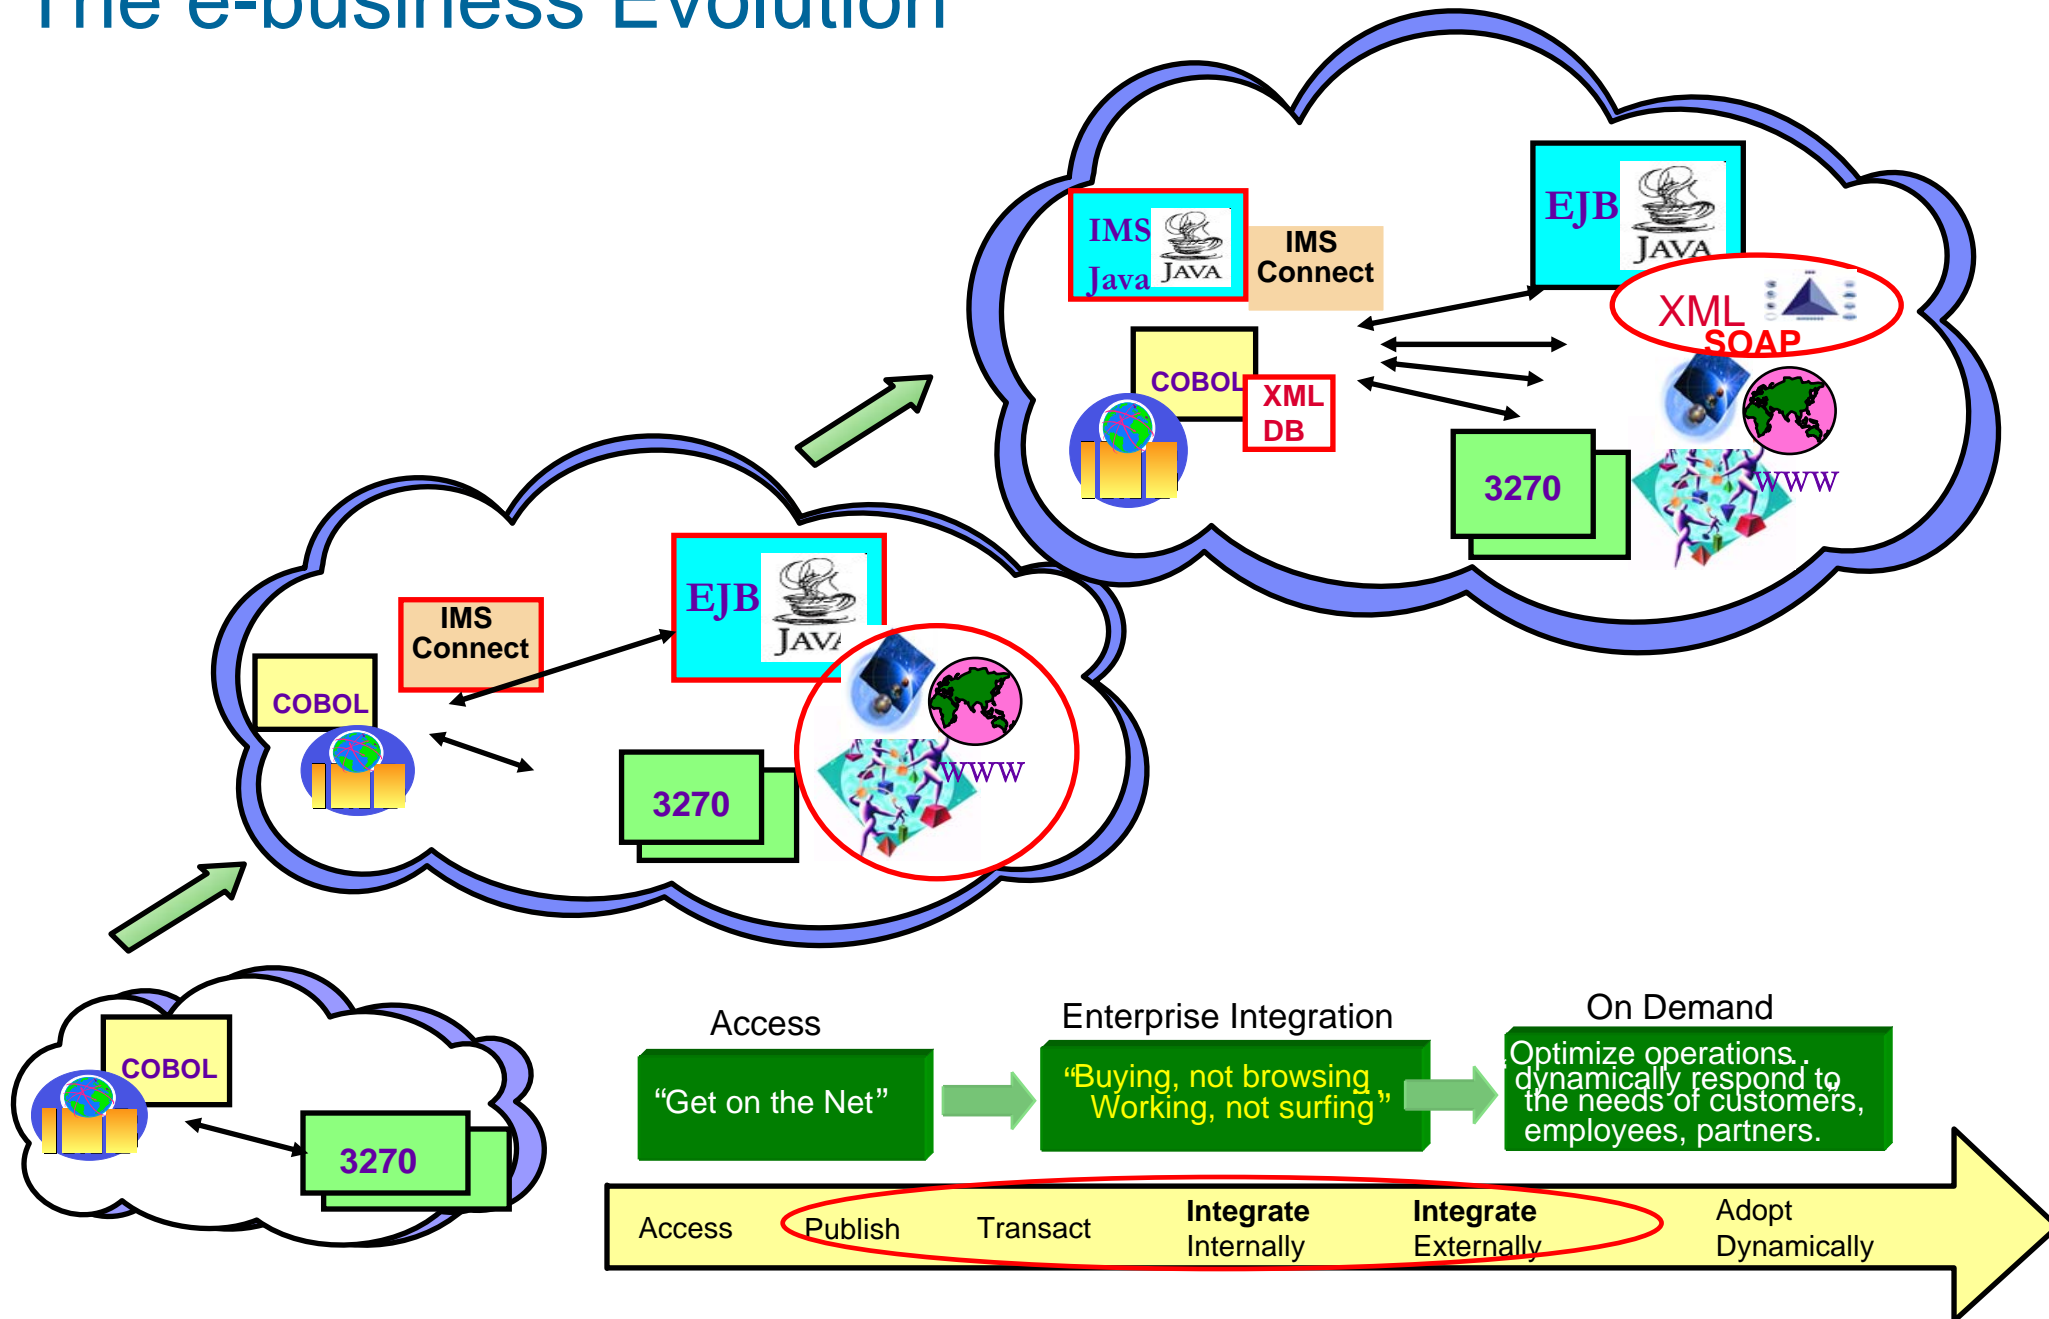 The e-business Evolution
IMS
Java
JAVA
IMS
Connect
EJB
JAVA
XML
SOAP
COBOL
XML
DB
3270
WWW
IMS
Connect
EJB
JAVA
COBOL
3270
WWW
COBOL
3270
Access
Enterprise Integration
On Demand
“Get on the Net”
“Buying, not browsing
Working, not surfing”
Optimize operations..
dynamically respond to
the needs of customers,
employees, partners.
Access
Publish
Transact
Integrate
Internally
Integrate
Externally
Adopt
Dynamically